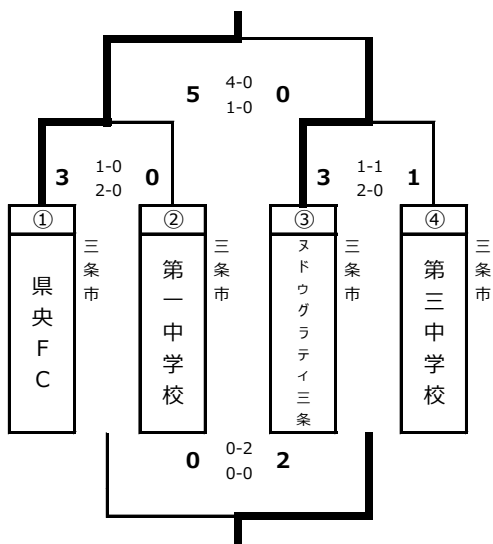 5 4-0 0
1-0
3 1-0 0
2-0
3 1-1 1
2-0
① ② ③ ④
県央FC
三条市
第一中学校
三条市
ヌドウグラテイ三条
三条市
第三中学校
三条市
0 0-2 2
0-0